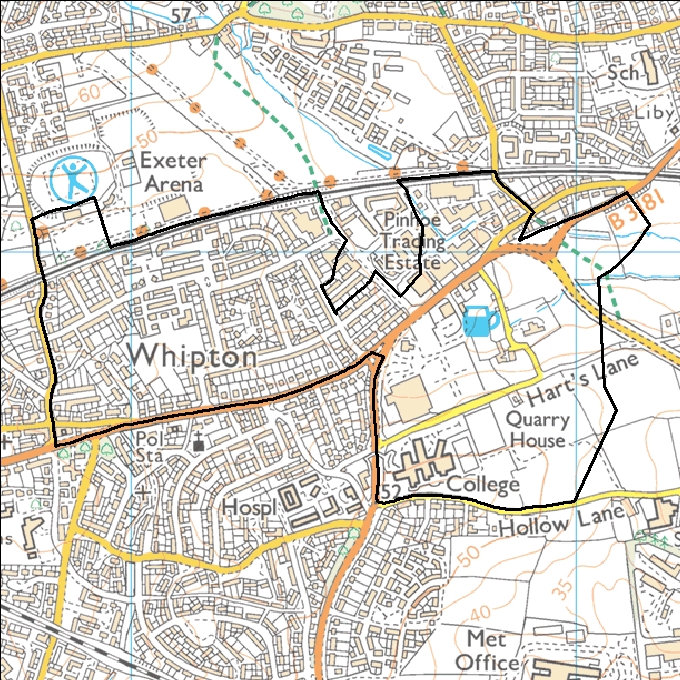 57
Sch
Liby
60
50
Exeter
Arena
B 3181
Pinhoe
Trading
Estate
Whipton
Hart's Lane
Quarry
House
Pol
Sta
College
52
Hospl
Hollow Lane
50
35
40
Met
Office